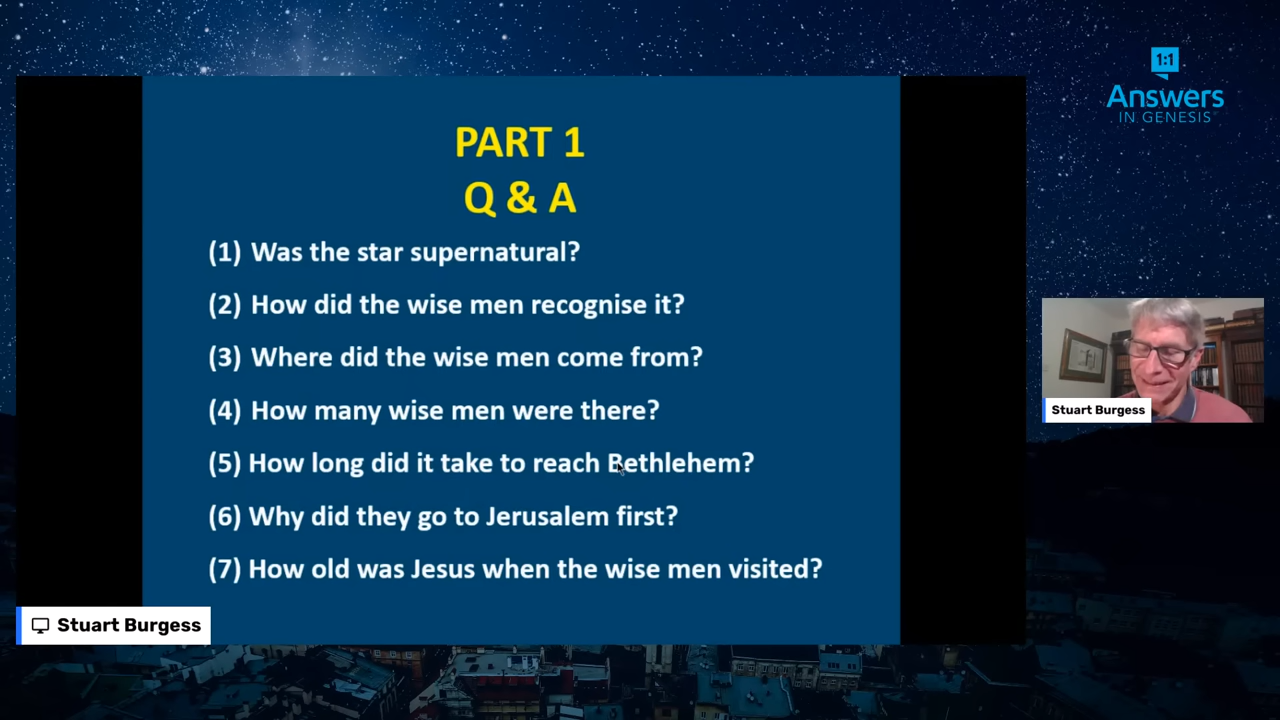 1:1
Answers
IN GENESIS
PART 1
Q & A
(1) Was the star supernatural?
(2) How did the wise men recognise it?
(3) Where did the wise men come from?
(4) How many wise men were there?
(5) How long did it take to reach Bethlehem?
(6) Why did they go to Jerusalem first?
(7) How old was Jesus when the wise men visited?
Stuart Burgess
Stuart Burgess